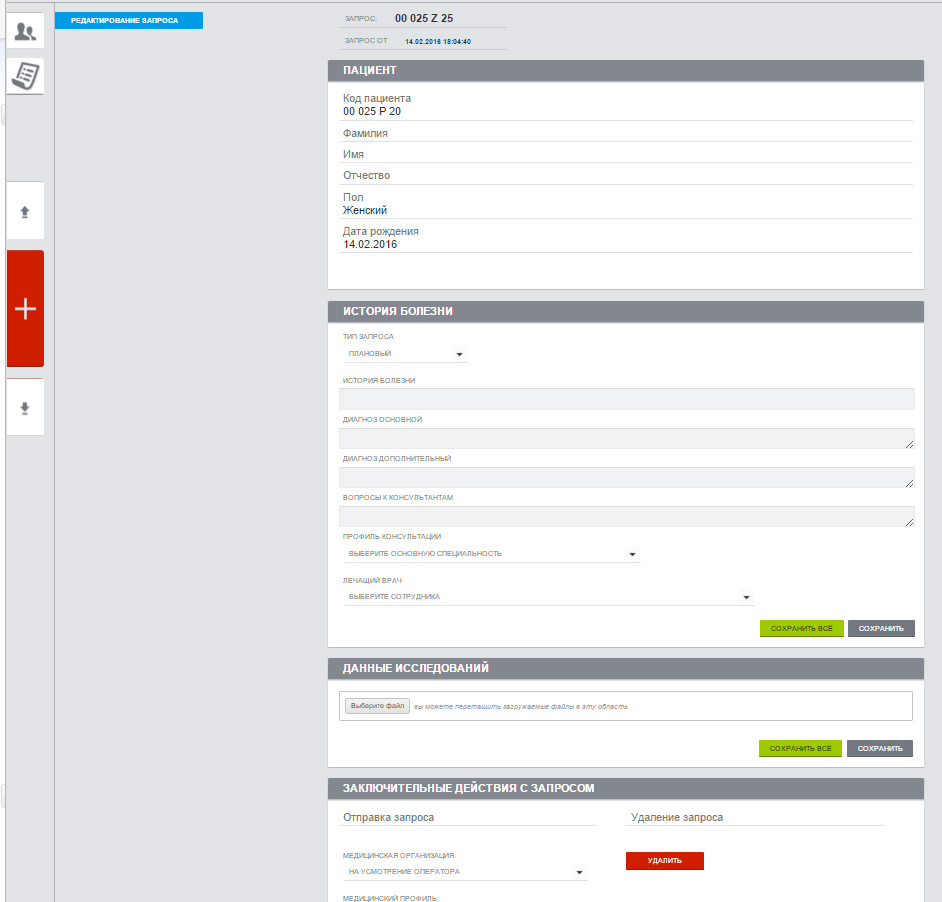 РЕДАКТИРОВАНИЕ ЗАПРОСА
ЗАПРОС: 00 025 Z 25
ЗАПРОС ОТ 14.02.2016 18:04:40
ПАЦИЕНТ
Код пациента
00 025 P 20
Фамилия
Имя
Отчество
Пол
Женский
Дата рождения
14.02.2016
ИСТОРИЯ БОЛЕЗНИ
ТИП ЗАПРОСА
ПЛАНОВЫЙ
ИСТОРИЯ БОЛЕЗНИ
ДИАГНОЗ ОСНОВНОЙ
ДИАГНОЗ ДОПОЛНИТЕЛЬНЫЙ
ВОПРОСЫ К КОНСУЛЬТАНТАМ
ПРОФИЛЬ КОНСУЛЬТАЦИИ
ВЫБЕРИТЕ ОСНОВНУЮ СПЕЦИАЛЬНОСТЬ
ЛЕЧАЩИЙ ВРАЧ
ВЫБЕРИТЕ СОТРУДНИКА
СОХРАНИТЬ ВСЕ СОХРАНИТЬ
ДАННЫЕ ИССЛЕДОВАНИЙ
Выберите файл вы можете перетащить загружаемые файлы в эту область
СОХРАНИТЬ ВСЕ СОХРАНИТЬ
ЗАКЛЮЧИТЕЛЬНЫЕ ДЕЙСТВИЯ С ЗАПРОСОМ
Отправка запроса Удаление запроса
МЕДИЦИНСКАЯ ОРГАНИЗАЦИЯ:
НА УСМОТРЕНИЕ ОПЕРАТОРА
УДАЛИТЬ
МЕДИЦИНСКИЙ ПРОФИЛЬ: